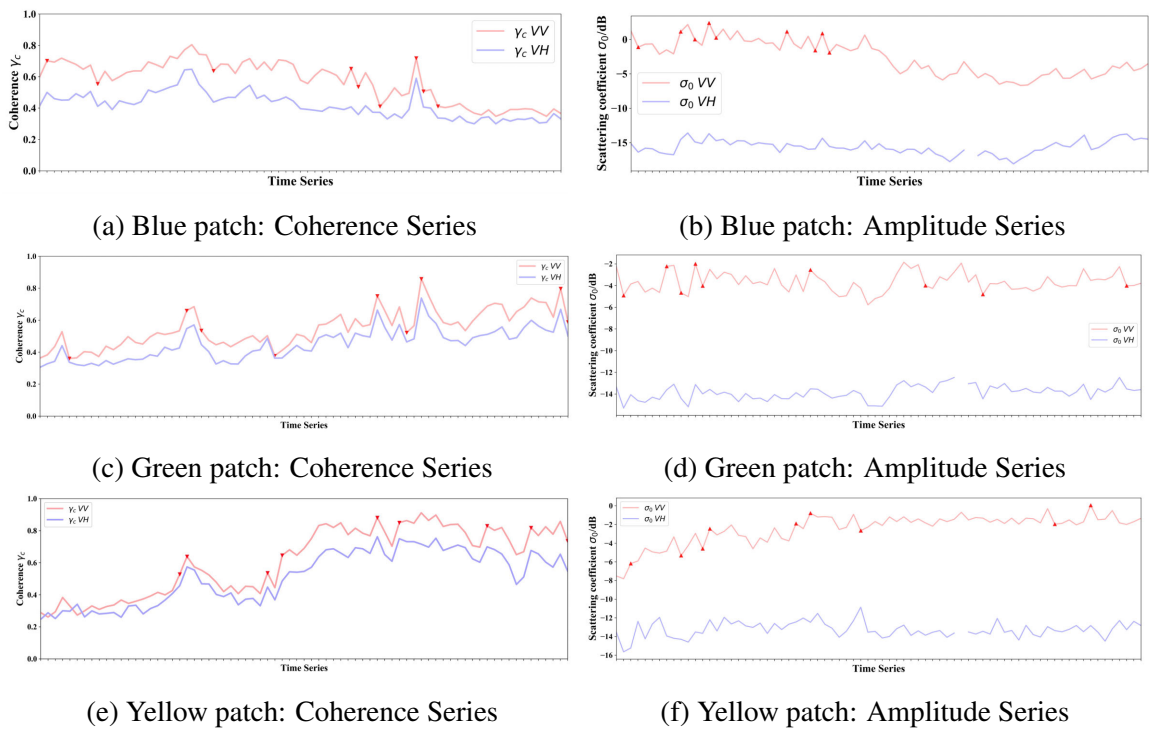 1.0
0.8
0.6
0.4
0.2
0.0
Coherence γc
γc VV
γc VH
Time Series
(a) Blue patch: Coherence Series
0
−5
−10
−15
Scattering coefficient σ0/dB
σ0 VV
σ0 VH
Time Series
(b) Blue patch: Amplitude Series
1.0
0.8
0.6
0.4
0.2
0.0
Coherence γc
γc VV
γc VH
Time Series
(c) Green patch: Coherence Series
−2
−4
−6
−8
−10
−12
−14
Scattering coefficient σ0/dB
σ0 VV
σ0 VH
Time Series
(d) Green patch: Amplitude Series
1.0
0.8
0.6
0.4
0.2
0.0
Coherence γc
γc VV
γc VH
Time Series
(e) Yellow patch: Coherence Series
0
−2
−4
−6
−8
−10
−12
−14
−16
Scattering coefficient σ0/dB
σ0 VV
σ0 VH
Time Series
(f) Yellow patch: Amplitude Series